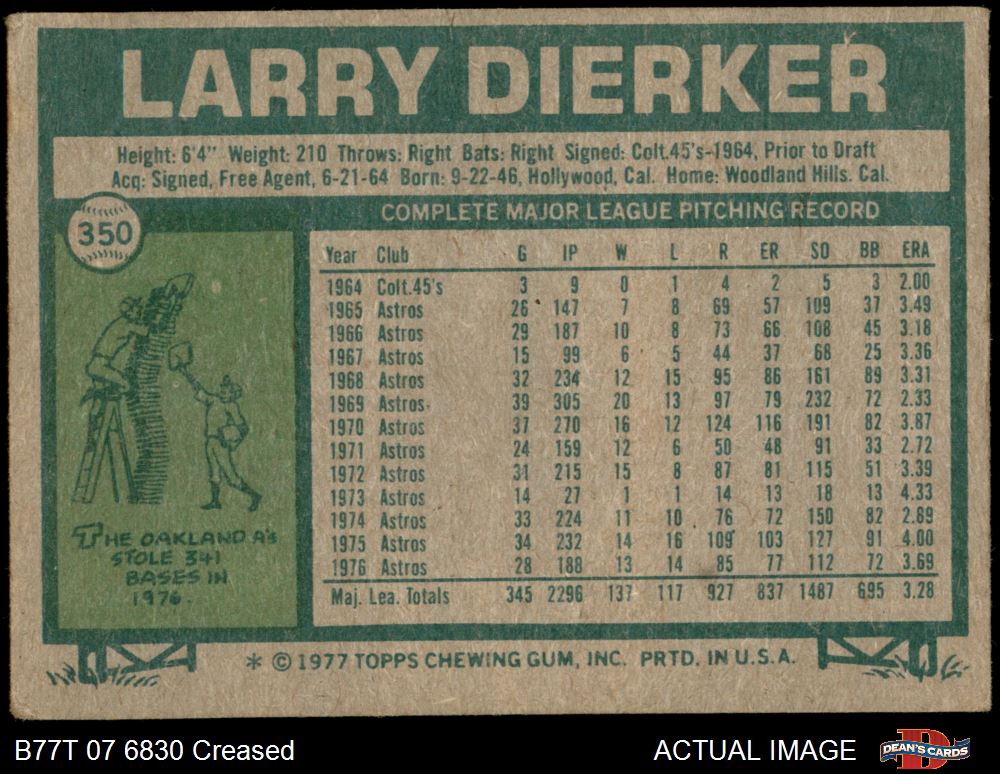 LARRY DIERKER
Height: 6'4" Weight: 210 Throws: Right Bats: Right Signed: Colt.45's-1964, Prior to Draft
Acq: Signed, Free Agent, 6-21-64 Born: 9-22-46, Hollywood, Cal. Home: Woodland Hills. Cal.
350
COMPLETE MAJOR LEAGUE PITCHING RECORD
Year Club G IP W L R ER SO BB ERA
1964 Colt.45's 3 9 0 1 4 2 5 3 2.00
1965 Astros 26 147 7 8 69 57 109 37 3.49
1966 Astros 29 187 10 8 73 66 108 45 3.18
1967 Astros 15 99 6 5 44 37 68 25 3.36
1968 Astros 32 234 12 15 95 86 161 89 3.31
1969 Astros 39 305 20 13 97 79 232 72 2.33
1970 Astros 37 270 16 12 124 116 191 82 3.87
1971 Astros 24 159 12 6 50 48 91 33 2.72
1972 Astros 31 215 15 8 87 81 115 51 3.39
1973 Astros 14 27 1 1 14 13 18 13 4.33
1974 Astros 33 224 11 10 76 72 150 82 2.89
1975 Astros 34 232 14 16 109 103 127 91 4.00
1976 Astros 28 188 13 14 85 77 112 72 3.69
Maj. Lea. Totals 345 2296 137 117 927 837 1487 695 3.28
THE OAKLAND A's
STOLE 341
BASES IN
1976.
* © 1977 TOPPS CHEWING GUM, INC. PRTD. IN U.S.A.
B77T 07 6830 Creased
ACTUAL IMAGE
DEAN'S CARDS